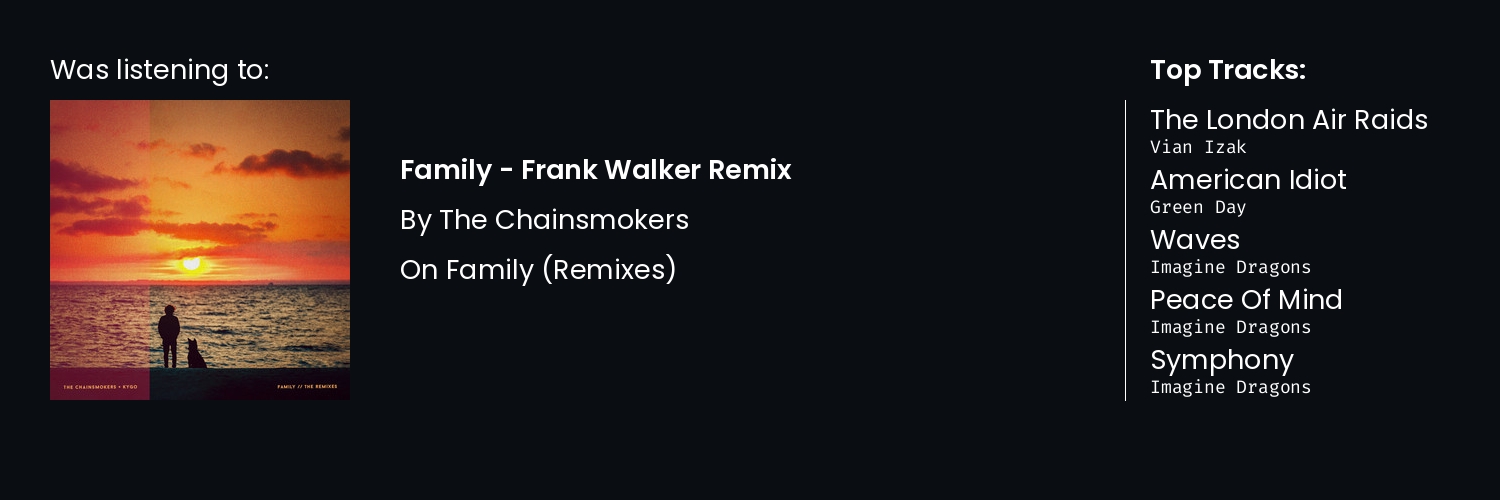 Was listening to:
THE CHAINSMOKERS • KYGO
FAMILY // THE REMIXES
Family - Frank Walker Remix
By The Chainsmokers
On Family (Remixes)
Top Tracks:
The London Air Raids
Vian Izak
American Idiot
Green Day
Waves
Imagine Dragons
Peace Of Mind
Imagine Dragons
Symphony
Imagine Dragons